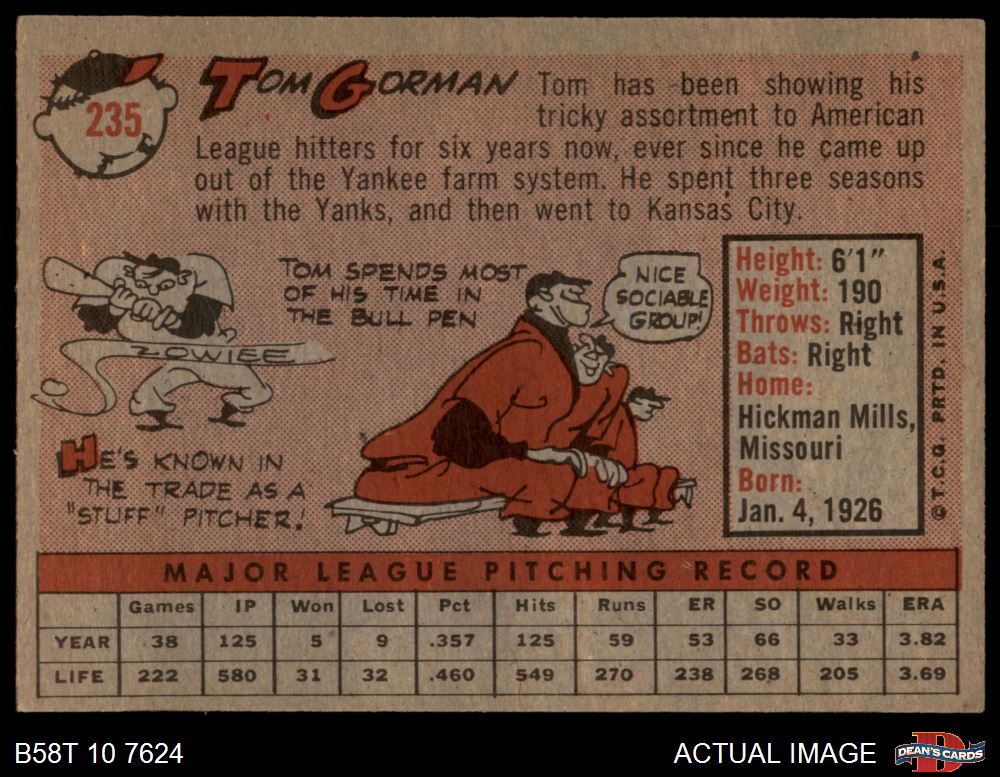 235
TOM GORMAN
Tom has been showing his
tricky assortment to American
League hitters for six years now, ever since he came up
out of the Yankee farm system. He spent three seasons
with the Yanks, and then went to Kansas City.
TOM SPENDS MOST
OF HIS TIME IN
THE BULL PEN
NICE
SOCIABLE
GROUP!
ZOWIEE
HE'S KNOWN IN
THE TRADE AS A
"STUFF" PITCHER!
Height: 6'1"
Weight: 190
Throws: Right
Bats: Right
Home:
Hickman Mills,
Missouri
Born:
Jan. 4, 1926
© T.C.G. PRTD. IN U.S.A.
MAJOR LEAGUE PITCHING RECORD
Games IP Won Lost Pct Hits Runs ER SO Walks ERA
YEAR 38 125 5 9 .357 125 59 53 66 33 3.82
LIFE 222 580 31 32 .460 549 270 238 268 205 3.69
B58T 10 7624
ACTUAL IMAGE
DEAN'S CARDS